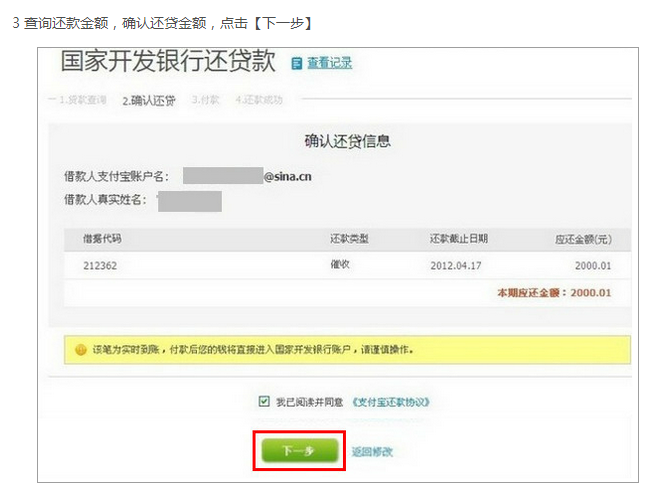 3 查询还款金额，确认还贷金额，点击【下一步】
国家开发银行还贷款 查看记录
1.贷款查询 2.确认还贷 3.付款 4.还款成功
确认还贷信息
借款人支付宝账户名： @sina.cn
借款人真实姓名：
借据代码 还款类型 还款截止日期 应还金额(元)
212362 催收 2012.04.17 2000.01
本期应还金额：2000.01
该笔为实时到账，付款后您的钱将直接进入国家开发银行账户，请谨慎操作。
我已阅读并同意 《支付宝还款协议》
下一步 返回修改